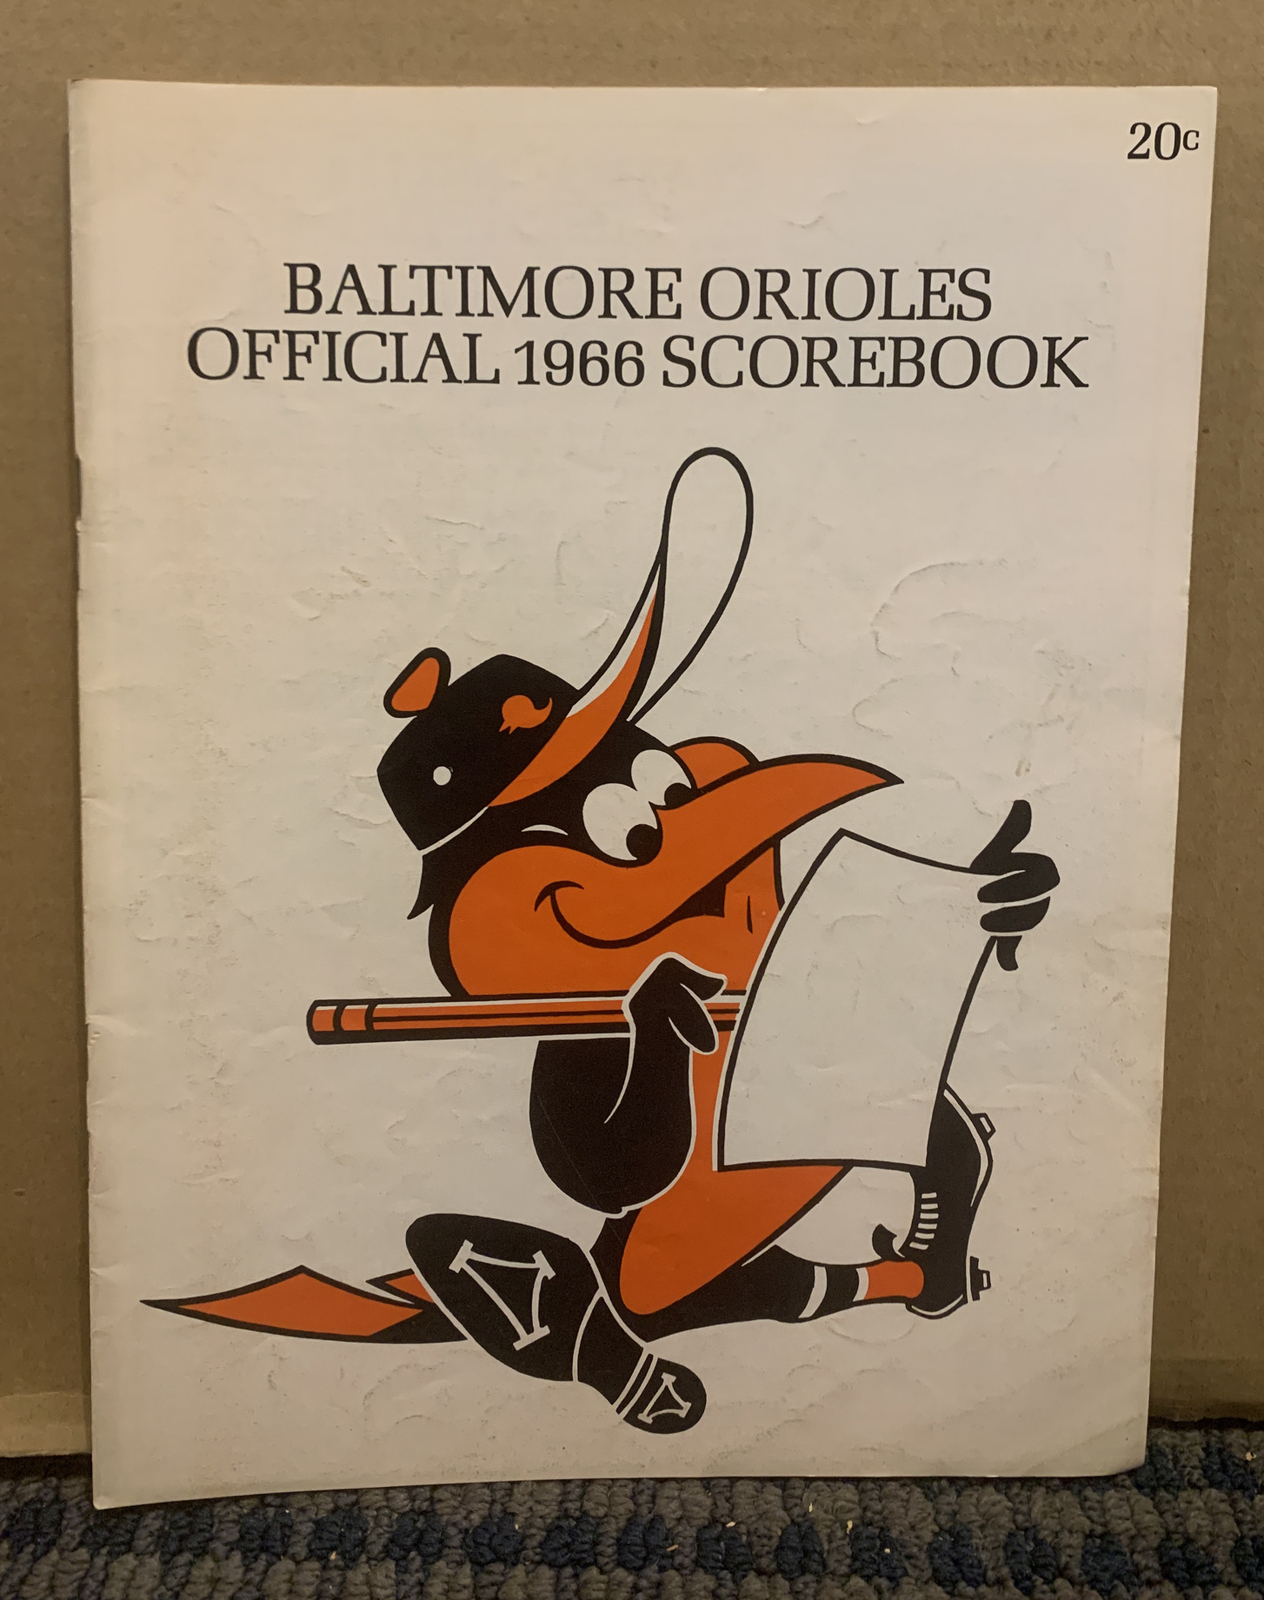 20c
BALTIMORE ORIOLES
OFFICIAL 1966 SCOREBOOK